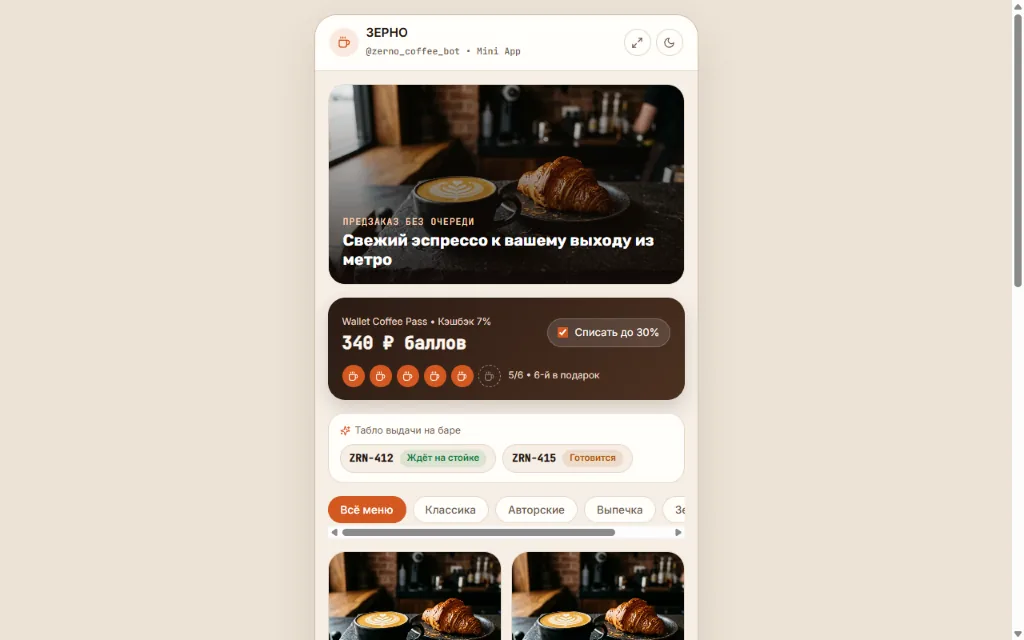 ЗЕРНО
@zerno_coffee_bot • Mini App
ПРЕДЗАКАЗ БЕЗ ОЧЕРЕДИ
Свежий эспрессо к вашему выходу из
метро
Wallet Coffee Pass • Кэшбэк 7%
Списать до 30%
340 ₽ баллов
5/6 • 6-й в подарок
Табло выдачи на баре
ZRN-412 Ждёт на стойке ZRN-415 Готовится
Всё меню Классика Авторские Выпечка